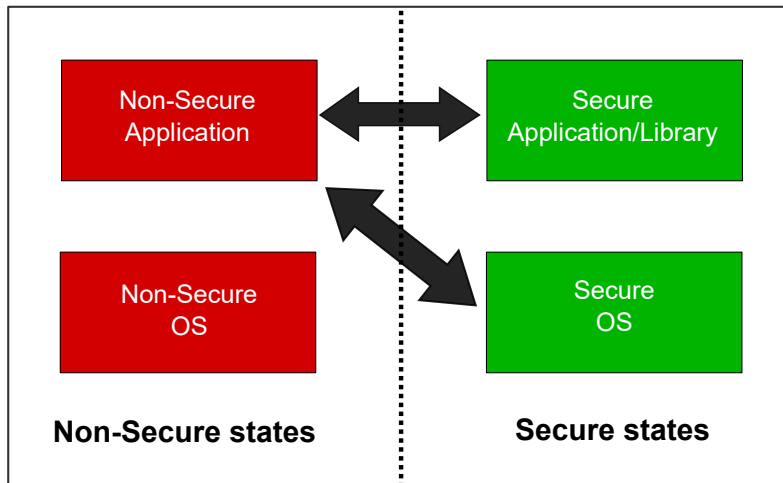 Non-Secure
Application
Secure
Application/Library
Non-Secure
OS
Secure
OS
Non-Secure states
Secure states